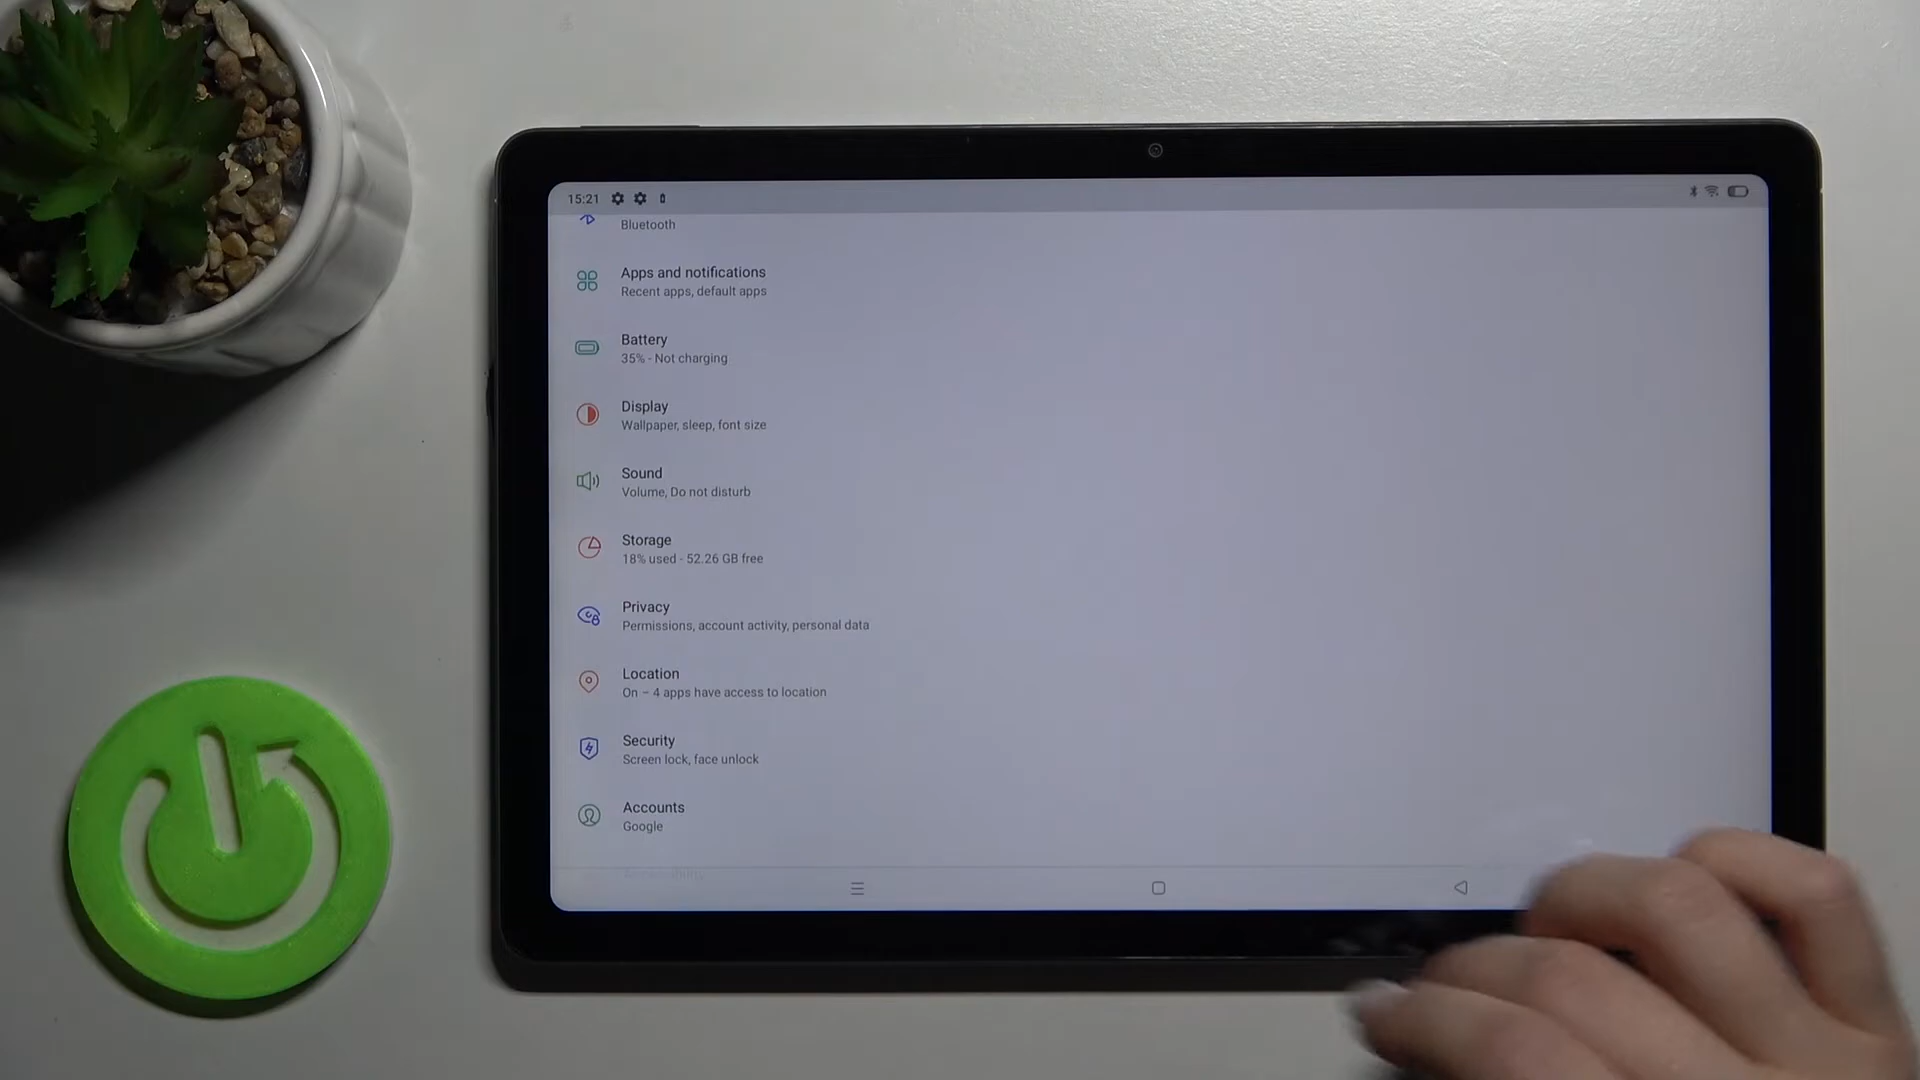 15:21
Bluetooth
Apps and notifications
Recent apps, default apps
Battery
35% - Not charging
Display
Wallpaper, sleep, font size
Sound
Volume, Do not disturb
Storage
18% used - 52.26 GB free
Privacy
Permissions, account activity, personal data
Location
On – 4 apps have access to location
Security
Screen lock, face unlock
Accounts
Google